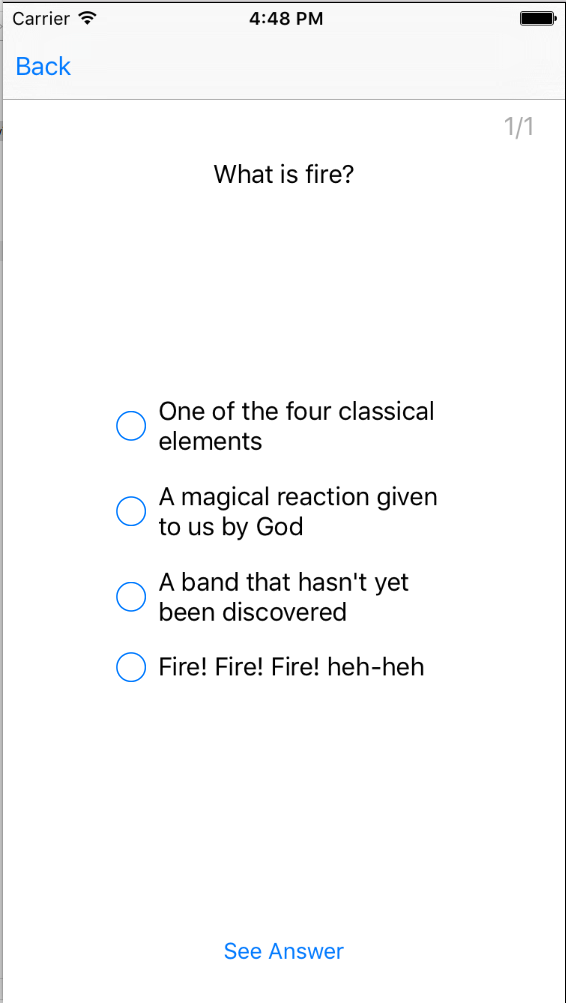 Carrier 4:48 PM
Back
1/1
What is fire?
One of the four classical
elements
A magical reaction given
to us by God
A band that hasn't yet
been discovered
Fire! Fire! Fire! heh-heh
See Answer